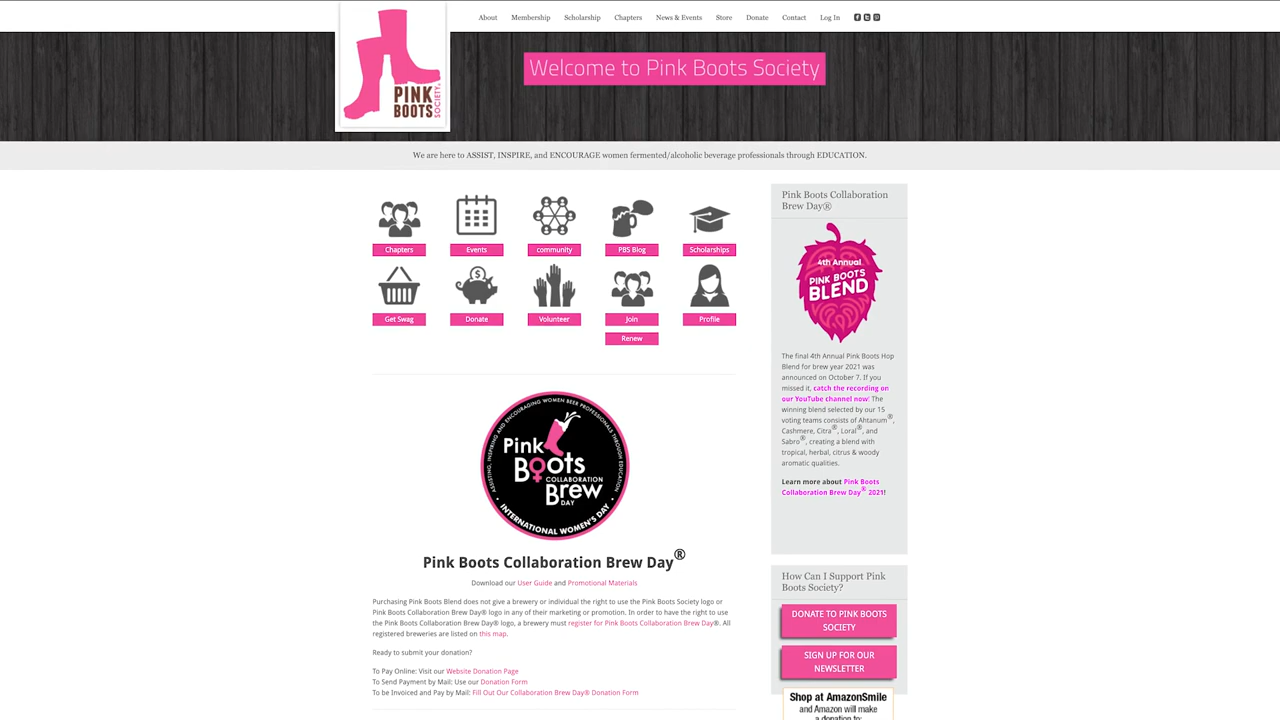 About Membership Scholarship Chapters News & Events Store Donate Contact Log In
PINK
BOOTS
SOCIETY
Welcome to Pink Boots Society
We are here to ASSIST, INSPIRE, and ENCOURAGE women fermented/alcoholic beverage professionals through EDUCATION.
Chapters Events community PBS Blog Scholarships
Get Swag Donate Volunteer Join Profile
Renew
ASSISTING, INSPIRING AND ENCOURAGING WOMEN BEER PROFESSIONALS THROUGH EDUCATION
Pink
Boots
COLLABORATION
Brew
DAY
• INTERNATIONAL WOMEN'S DAY •
Pink Boots Collaboration Brew Day®
Download our User Guide and Promotional Materials
Purchasing Pink Boots Blend does not give a brewery or individual the right to use the Pink Boots Society logo or
Pink Boots Collaboration Brew Day® logo in any of their marketing or promotion. In order to have the right to use
the Pink Boots Collaboration Brew Day® logo, a brewery must register for Pink Boots Collaboration Brew Day®. All
registered breweries are listed on this map.
Ready to submit your donation?
To Pay Online: Visit our Website Donation Page
To Send Payment by Mail: Use our Donation Form
To be Invoiced and Pay by Mail: Fill Out Our Collaboration Brew Day® Donation Form
Pink Boots Collaboration
Brew Day®
4th Annual
PINK BOOTS
BLEND
The final 4th Annual Pink Boots Hop
Blend for brew year 2021 was
announced on October 7. If you
missed it, catch the recording on
our YouTube channel now! The
winning blend selected by our 15
voting teams consists of Ahtanum®,
Cashmere, Citra®, Loral®, and
Sabro®, creating a blend with
tropical, herbal, citrus & woody
aromatic qualities.
Learn more about Pink Boots
Collaboration Brew Day® 2021!
How Can I Support Pink
Boots Society?
DONATE TO PINK BOOTS
SOCIETY
SIGN UP FOR OUR
NEWSLETTER
Shop at AmazonSmile
and Amazon will make
a donation to: